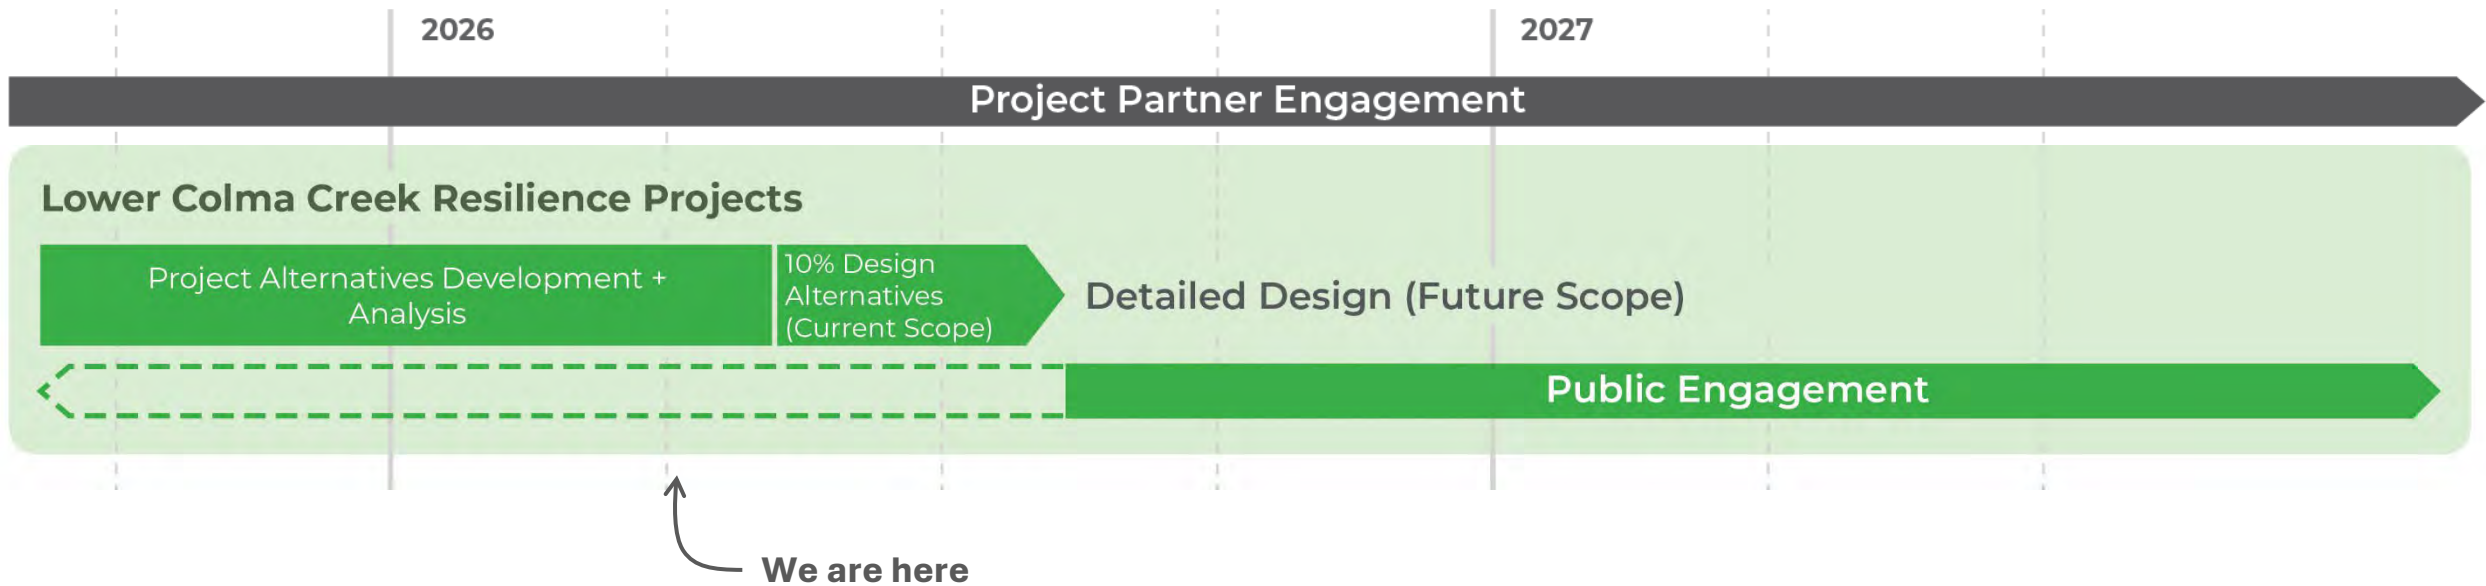 2026
2027
Project Partner Engagement
Lower Colma Creek Resilience Projects
Project Alternatives Development +
Analysis
10% Design
Alternatives
(Current Scope)
Detailed Design (Future Scope)
Public Engagement
We are here